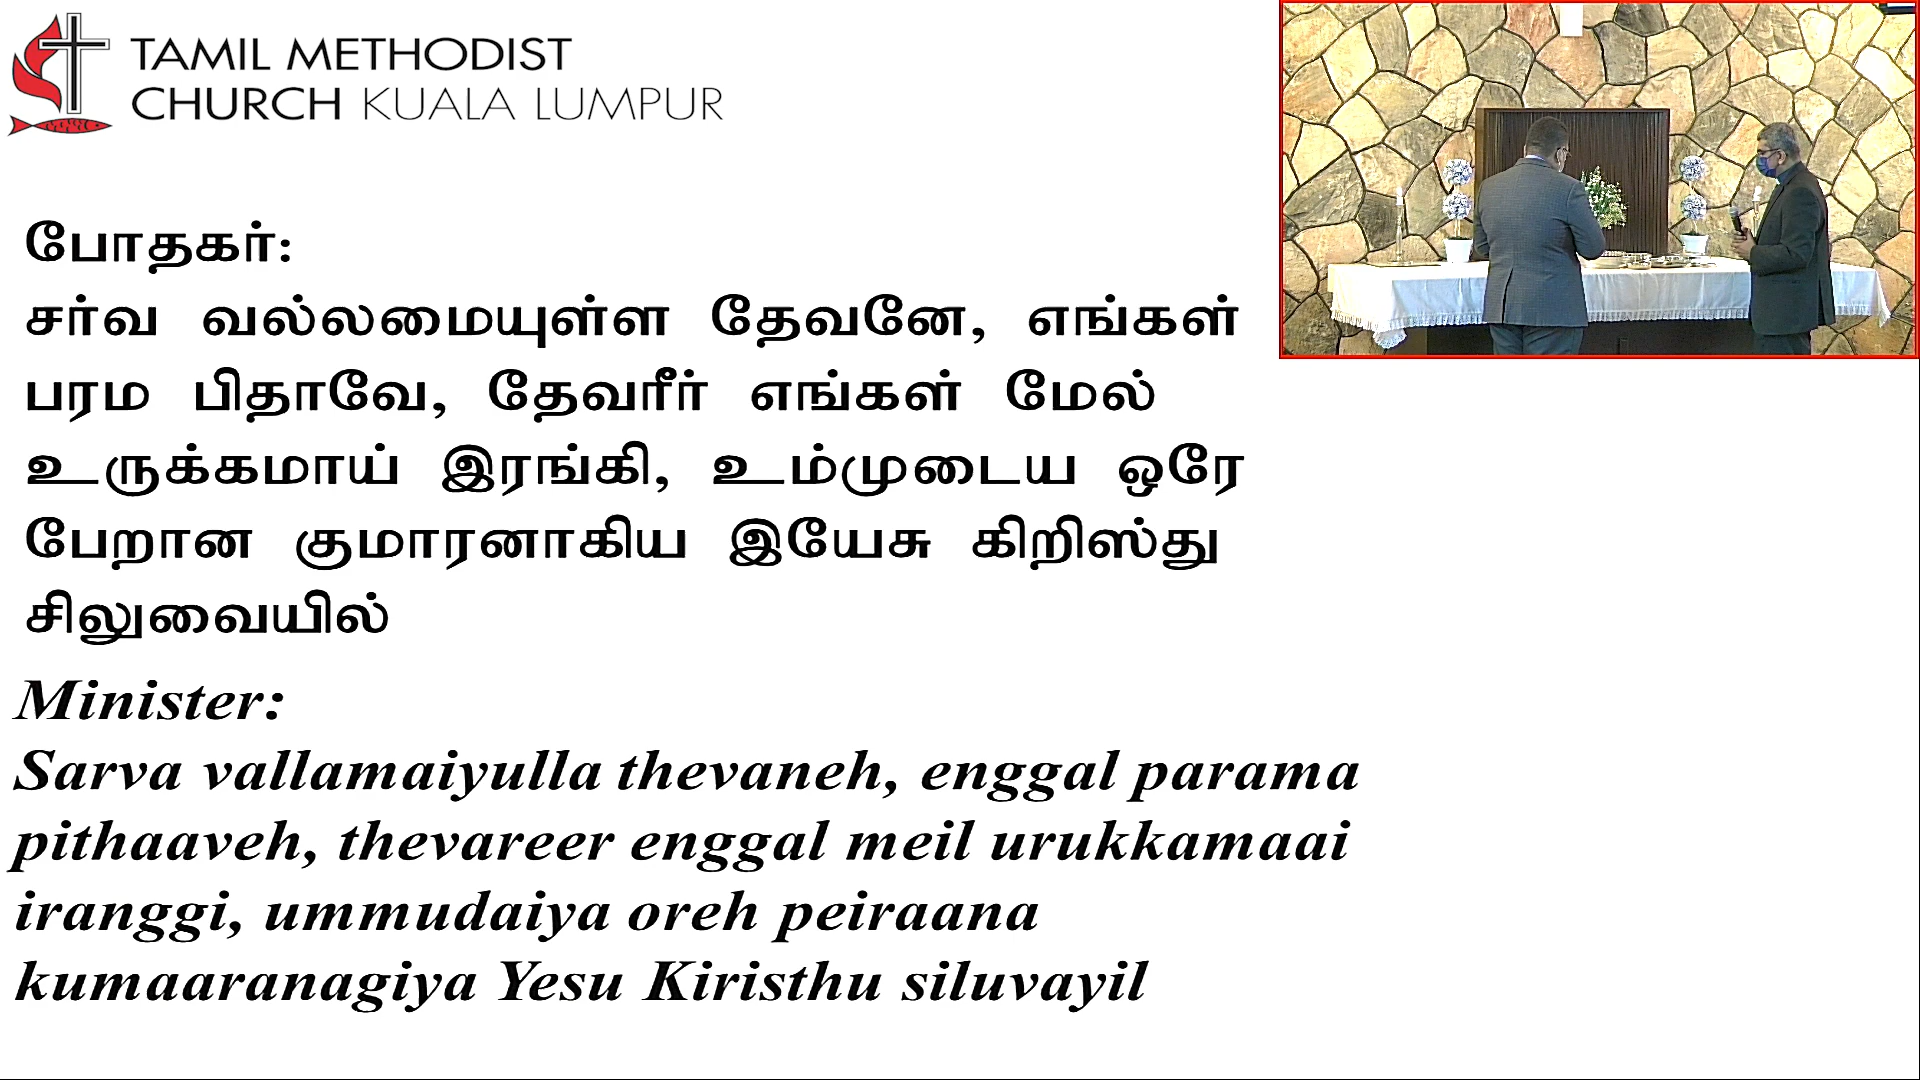 TAMIL METHODIST
CHURCH KUALA LUMPUR
போதகர்:
சர்வ வல்லமையுள்ள தேவனே, எங்கள்
பரம பிதாவே, தேவரீர் எங்கள் மேல்
உருக்கமாய் இரங்கி, உம்முடைய ஒரே
பேறான குமாரனாகிய இயேசு கிறிஸ்து
சிலுவையில்
Minister:
Sarva vallamaiyulla thevaneh, enggal parama
pithaaveh, thevareer enggal meil urukkamaai
iranggi, ummudaiya oreh peiraana
kumaaranagiya Yesu Kiristhu siluvayil